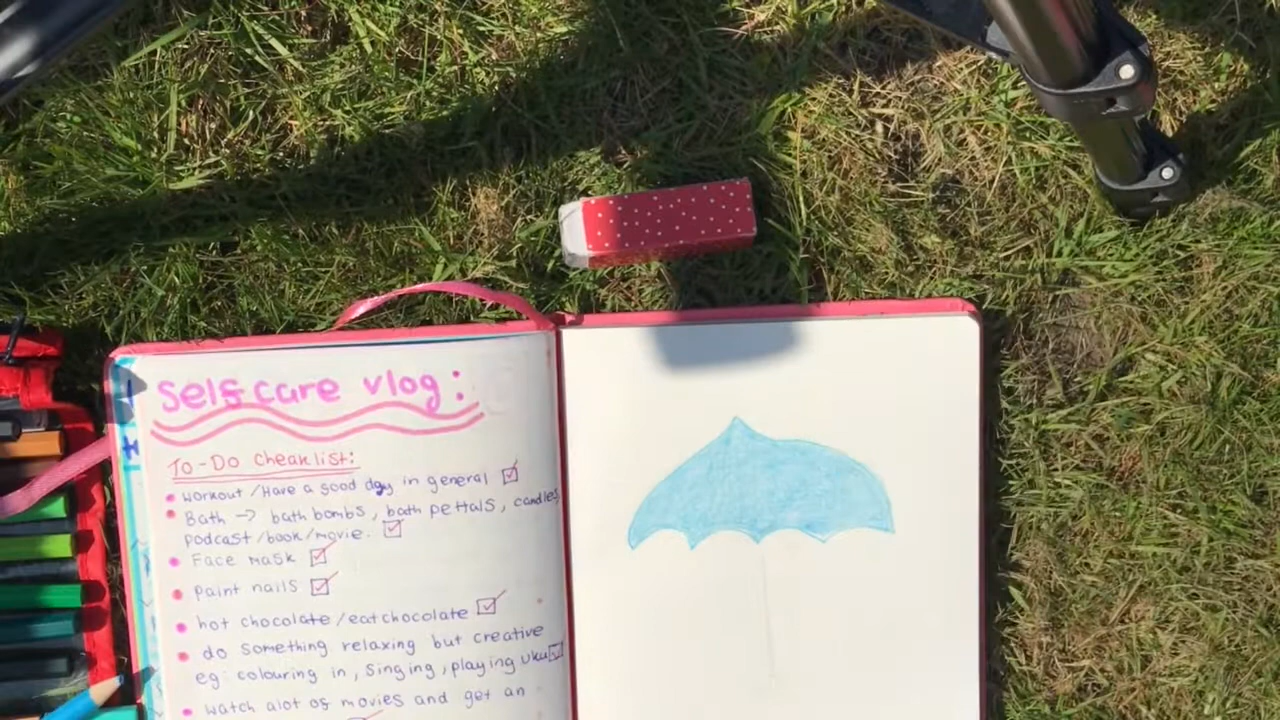 Self care vlog:
To-Do Checklist:
workout /Have a good day in general
Bath -> bath bombs, bath pettals, candles,
podcast/book/movie.
Face mask
paint nails
hot chocolate/eat chocolate
do something relaxing but creative
eg: colouring in, singing, playing uku
watch alot of movies and get an